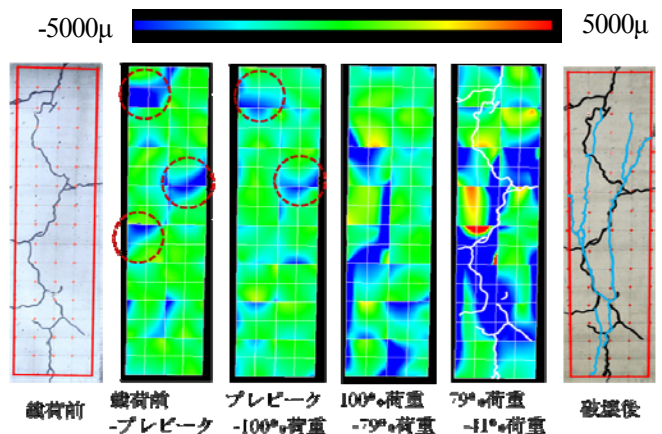 -5000μ
5000μ
載荷前
載荷前
-プレピーク
プレピーク
-100%荷重
100%荷重
-79%荷重
79%荷重
-41%荷重
破壊後